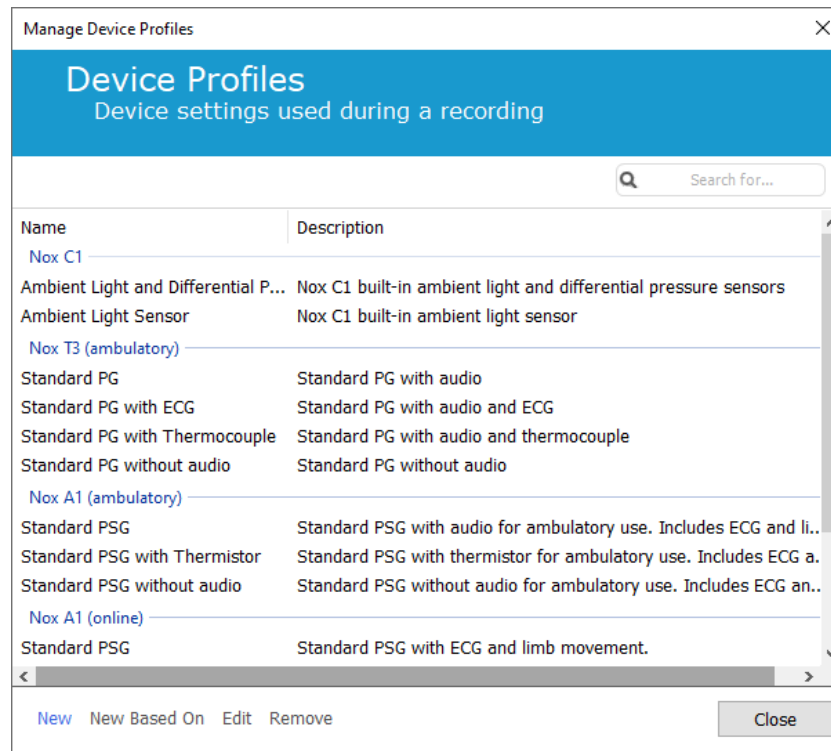 Manage Device Profiles
Device Profiles
Device settings used during a recording
Search for...
Name Description
Nox C1
Ambient Light and Differential P... Nox C1 built-in ambient light and differential pressure sensors
Ambient Light Sensor Nox C1 built-in ambient light sensor
Nox T3 (ambulatory)
Standard PG Standard PG with audio
Standard PG with ECG Standard PG with audio and ECG
Standard PG with Thermocouple Standard PG with audio and thermocouple
Standard PG without audio Standard PG without audio
Nox A1 (ambulatory)
Standard PSG Standard PSG with audio for ambulatory use. Includes ECG and li..
Standard PSG with Thermistor Standard PSG with thermistor for ambulatory use. Includes ECG a.
Standard PSG without audio Standard PSG without audio for ambulatory use. Includes ECG an..
Nox A1 (online)
Standard PSG Standard PSG with ECG and limb movement.
New New Based On Edit Remove Close